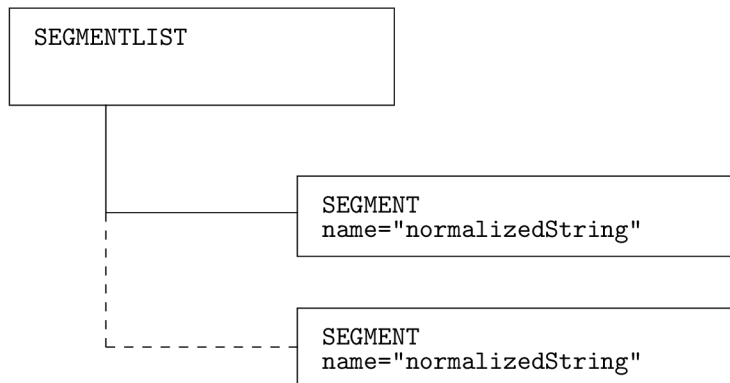 SEGMENTLIST
SEGMENT
name="normalizedString"
SEGMENT
name="normalizedString"